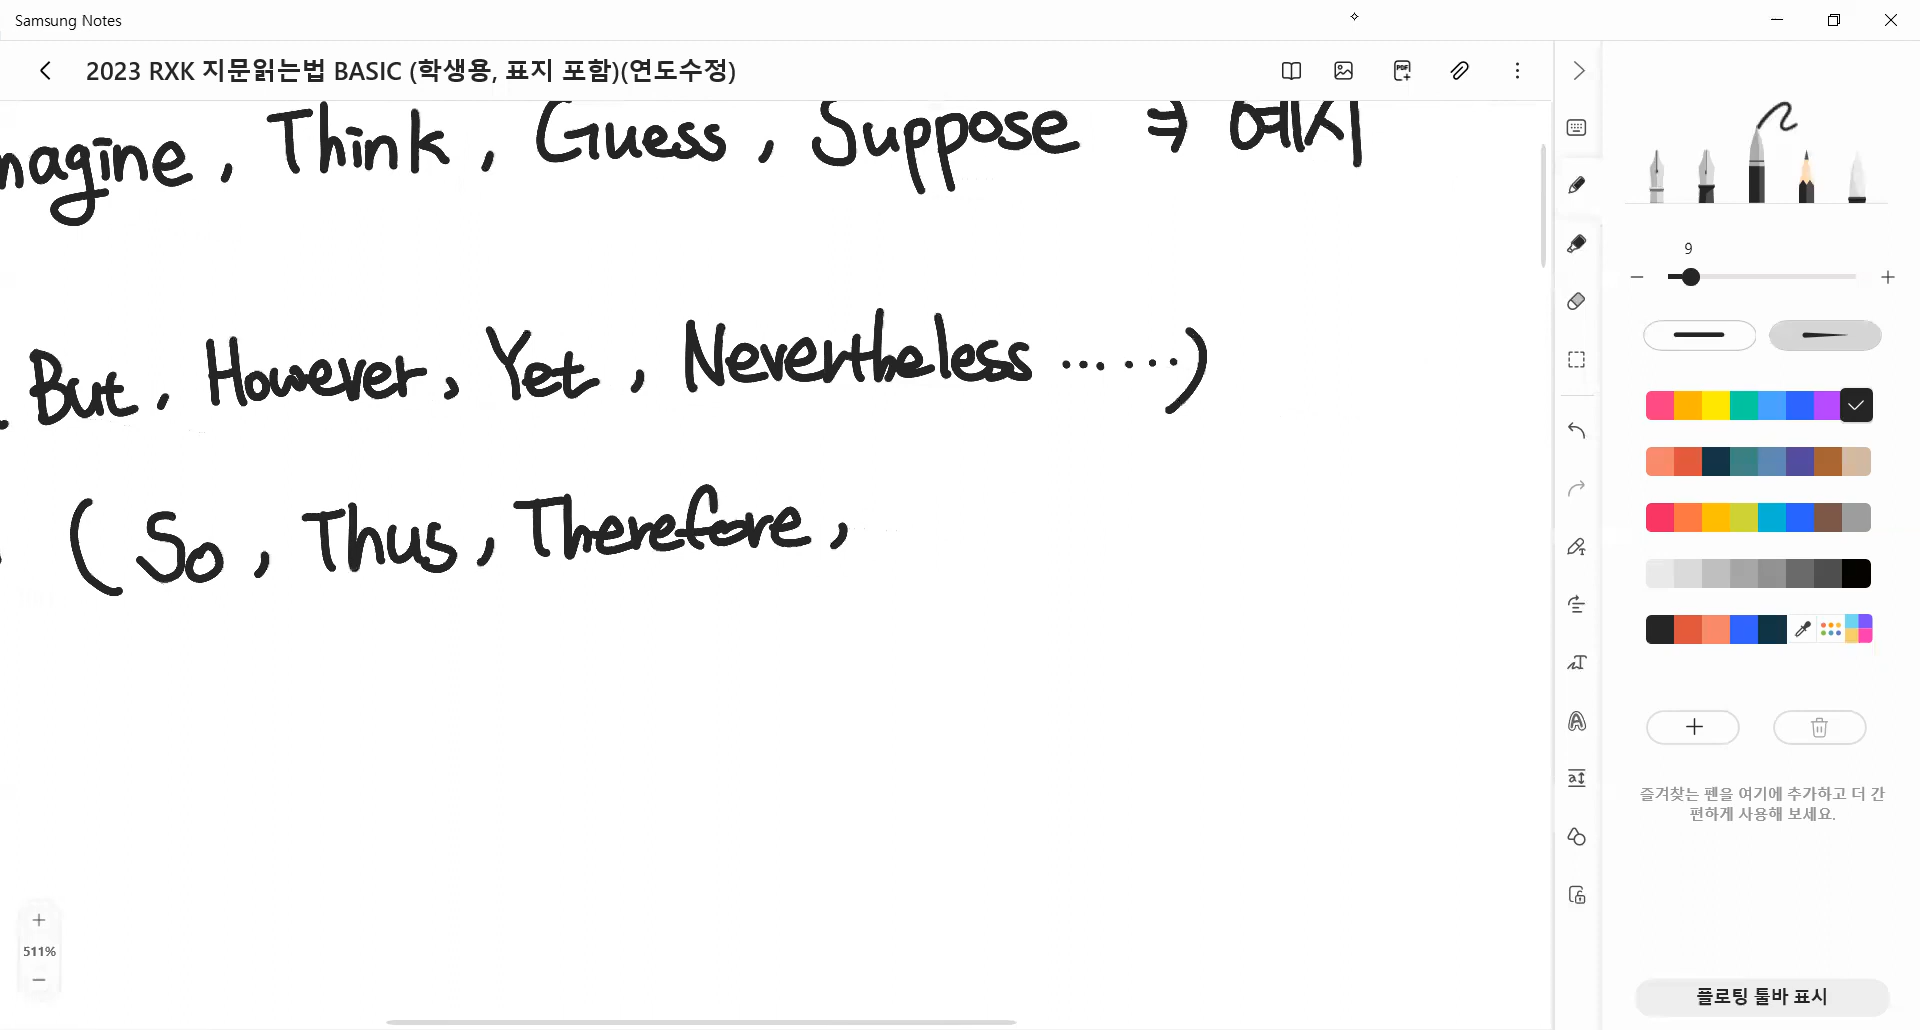 Samsung Notes
2023 RXK 지문읽는법 BASIC (학생용, 표지 포함)(연도수정)
magine, Think, Guess, Suppose ⇒ 예시
But, However, Yet, Nevertheless ……)
(So, Thus, Therefore,
9
즐겨찾는 펜을 여기에 추가하고 더 간
편하게 사용해 보세요.
511%
플로팅 툴바 표시